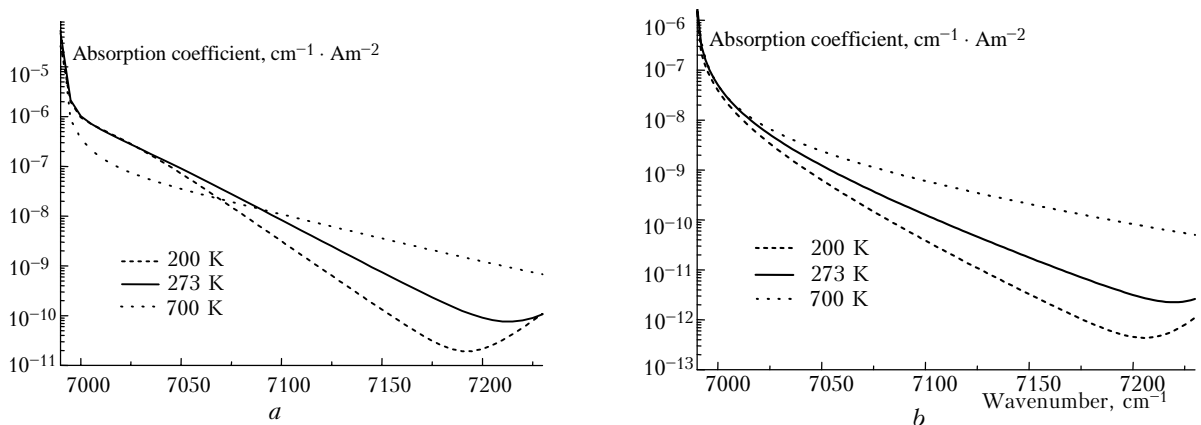 Absorption coefficient, cm⁻¹ · Am⁻²
10⁻⁵
10⁻⁶
10⁻⁷
10⁻⁸
10⁻⁹
10⁻¹⁰
10⁻¹¹
200 K
273 K
700 K
7000 7050 7100 7150 7200
a
Absorption coefficient, cm⁻¹ · Am⁻²
10⁻⁶
10⁻⁷
10⁻⁸
10⁻⁹
10⁻¹⁰
10⁻¹¹
10⁻¹²
10⁻¹³
200 K
273 K
700 K
7000 7050 7100 7150 7200
Wavenumber, cm⁻¹
b